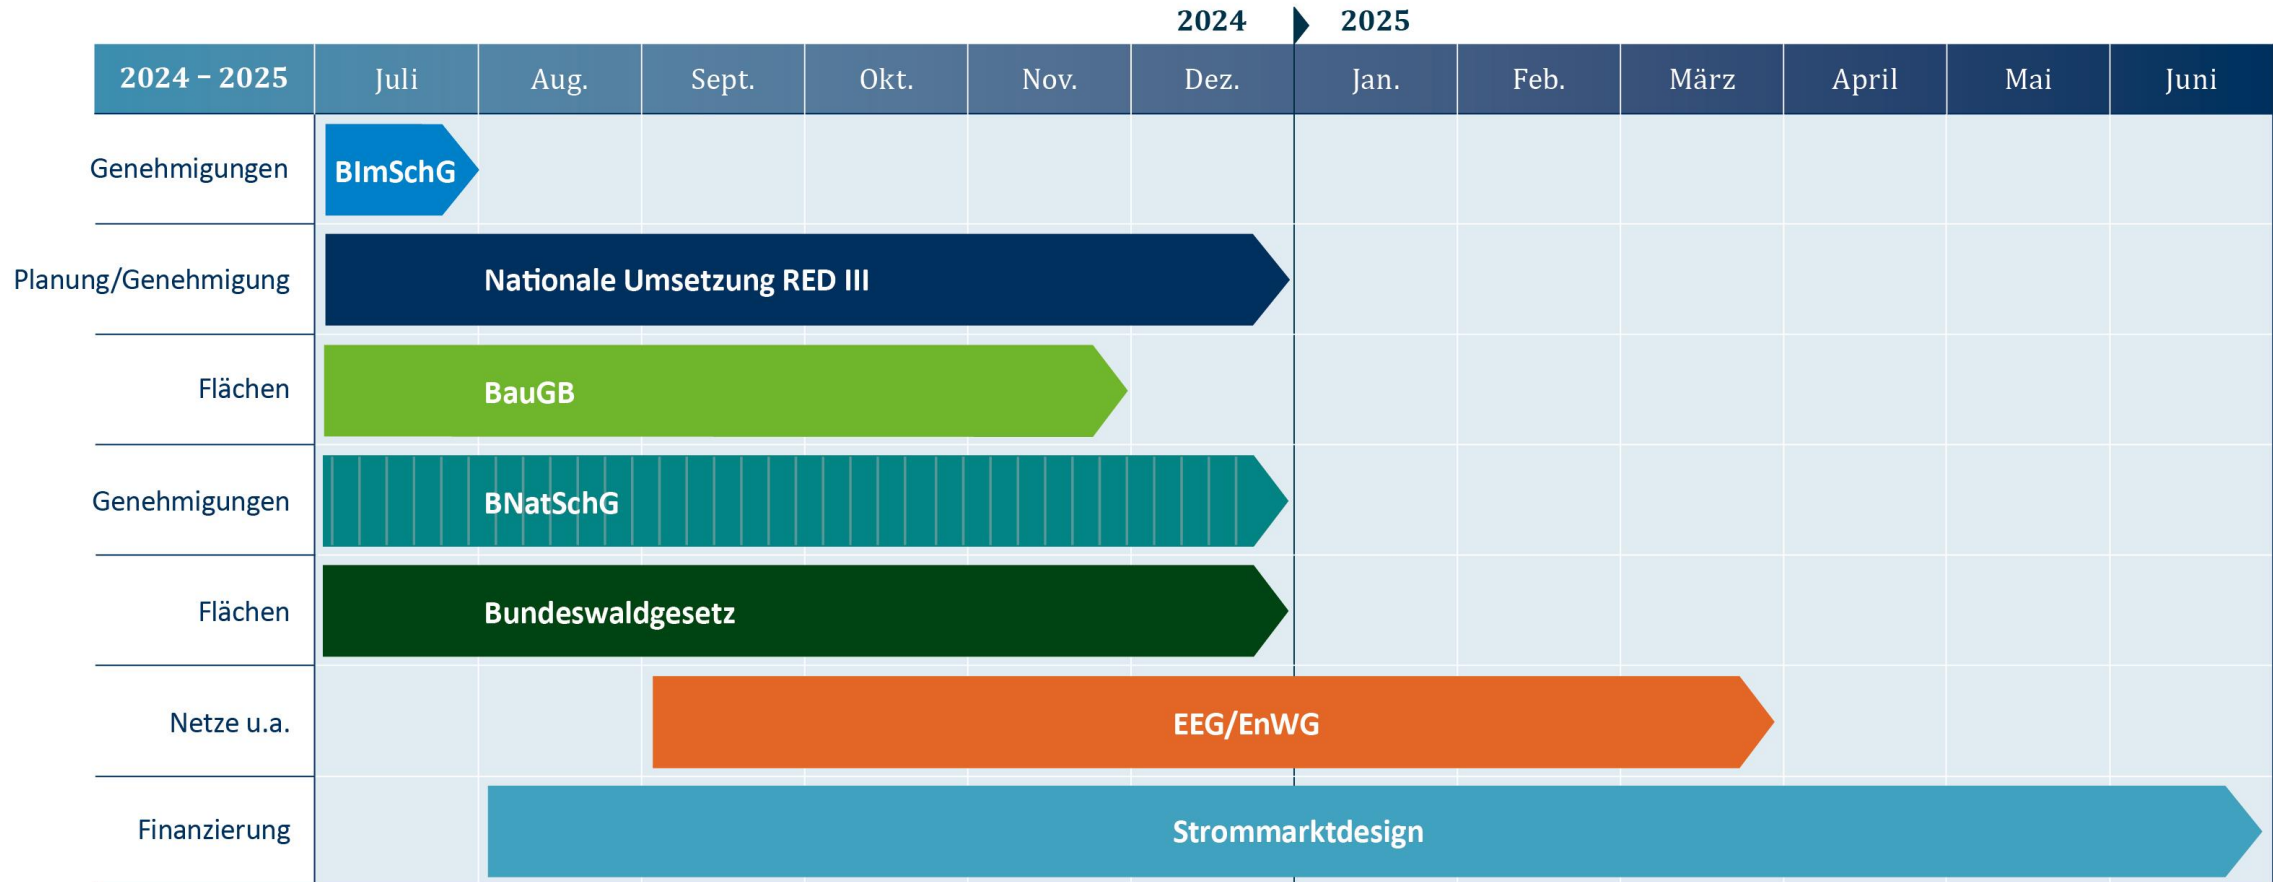 2024 2025
2024 – 2025 Juli Aug. Sept. Okt. Nov. Dez. Jan. Feb. März April Mai Juni
Genehmigungen BImSchG
Planung/Genehmigung Nationale Umsetzung RED III
Flächen BauGB
Genehmigungen BNatSchG
Flächen Bundeswaldgesetz
Netze u.a. EEG/EnWG
Finanzierung Strommarktdesign